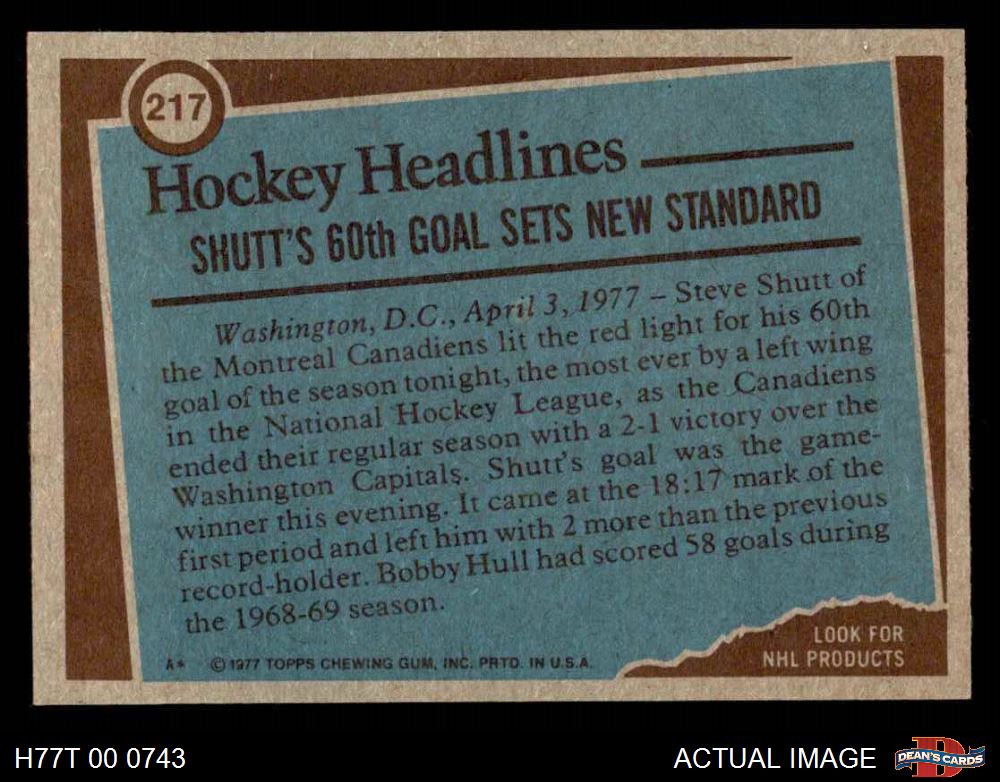 217
Hockey Headlines
SHUTT'S 60th GOAL SETS NEW STANDARD
Washington, D.C., April 3, 1977 – Steve Shutt of
the Montreal Canadiens lit the red light for his 60th
goal of the season tonight, the most ever by a left wing
in the National Hockey League, as the Canadiens
ended their regular season with a 2-1 victory over the
Washington Capitals. Shutt's goal was the game-
winner this evening. It came at the 18:17 mark of the
first period and left him with 2 more than the previous
record-holder. Bobby Hull had scored 58 goals during
the 1968-69 season.
A* © 1977 TOPPS CHEWING GUM, INC. PRTD. IN U.S.A.
LOOK FOR
NHL PRODUCTS
H77T 00 0743
ACTUAL IMAGE
D
DEAN'S CARDS